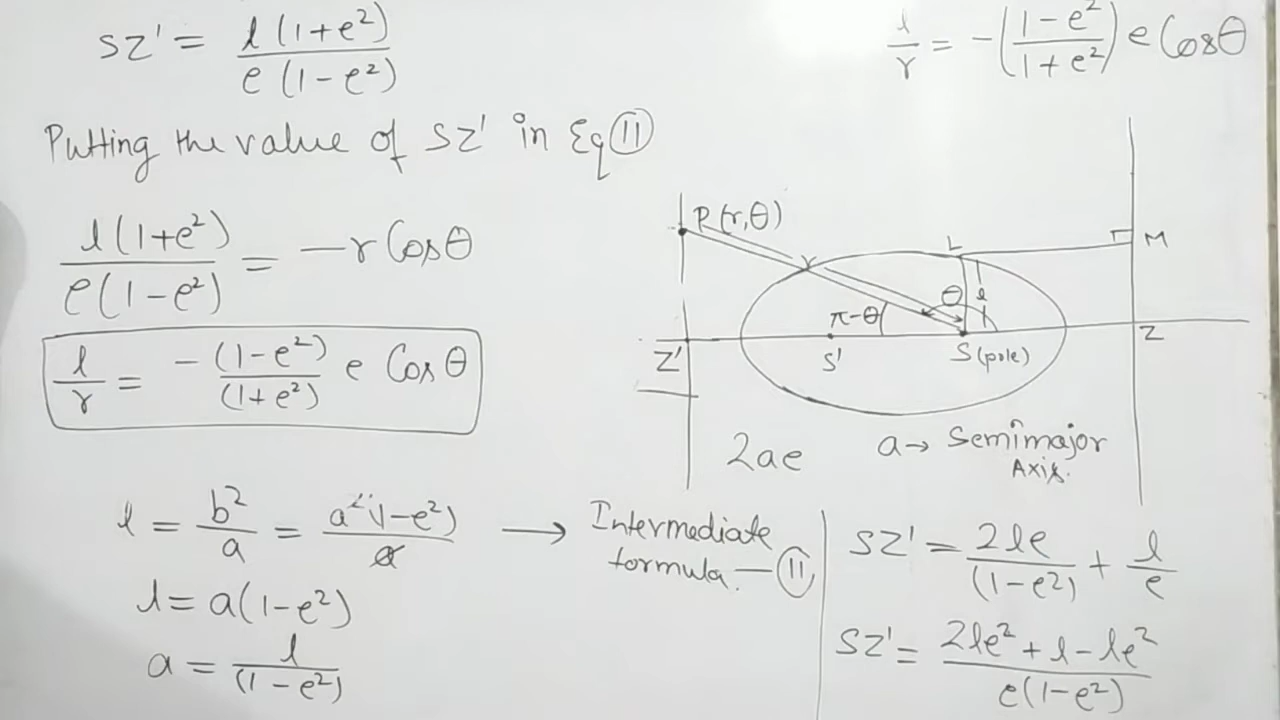 SZ' = l(1+e²) / e(1-e²)
l/r = -((1-e²)/(1+e²)) e Cosθ
Putting the value of SZ' in Eq ⑪
l(1+e²) / e(1-e²) = -r Cosθ
l/r = -(1-e²)/(1+e²) e Cosθ
P(r,θ)
L
M
r
θ
l
π-θ
Z'
S'
S (pole)
Z
2ae
a → Semimajor
Axis.
l = b²/a = a²(1-e²)/a → Intermediate
formula. — ⑪
l = a(1-e²)
a = l/(1-e²)
SZ' = 2le/(1-e²) + l/e
SZ' = (2le² + l - le²) / e(1-e²)